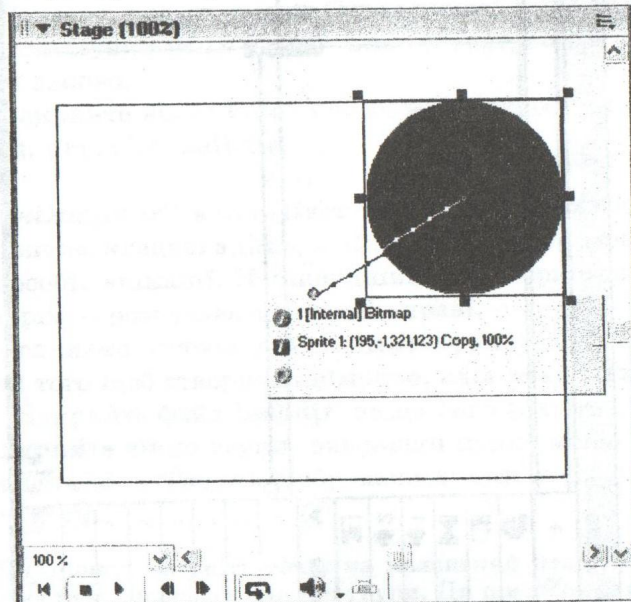 Stage (100%)
1 [Internal] Bitmap
Sprite 1: (195,-1,321,123) Copy, 100%
100 %